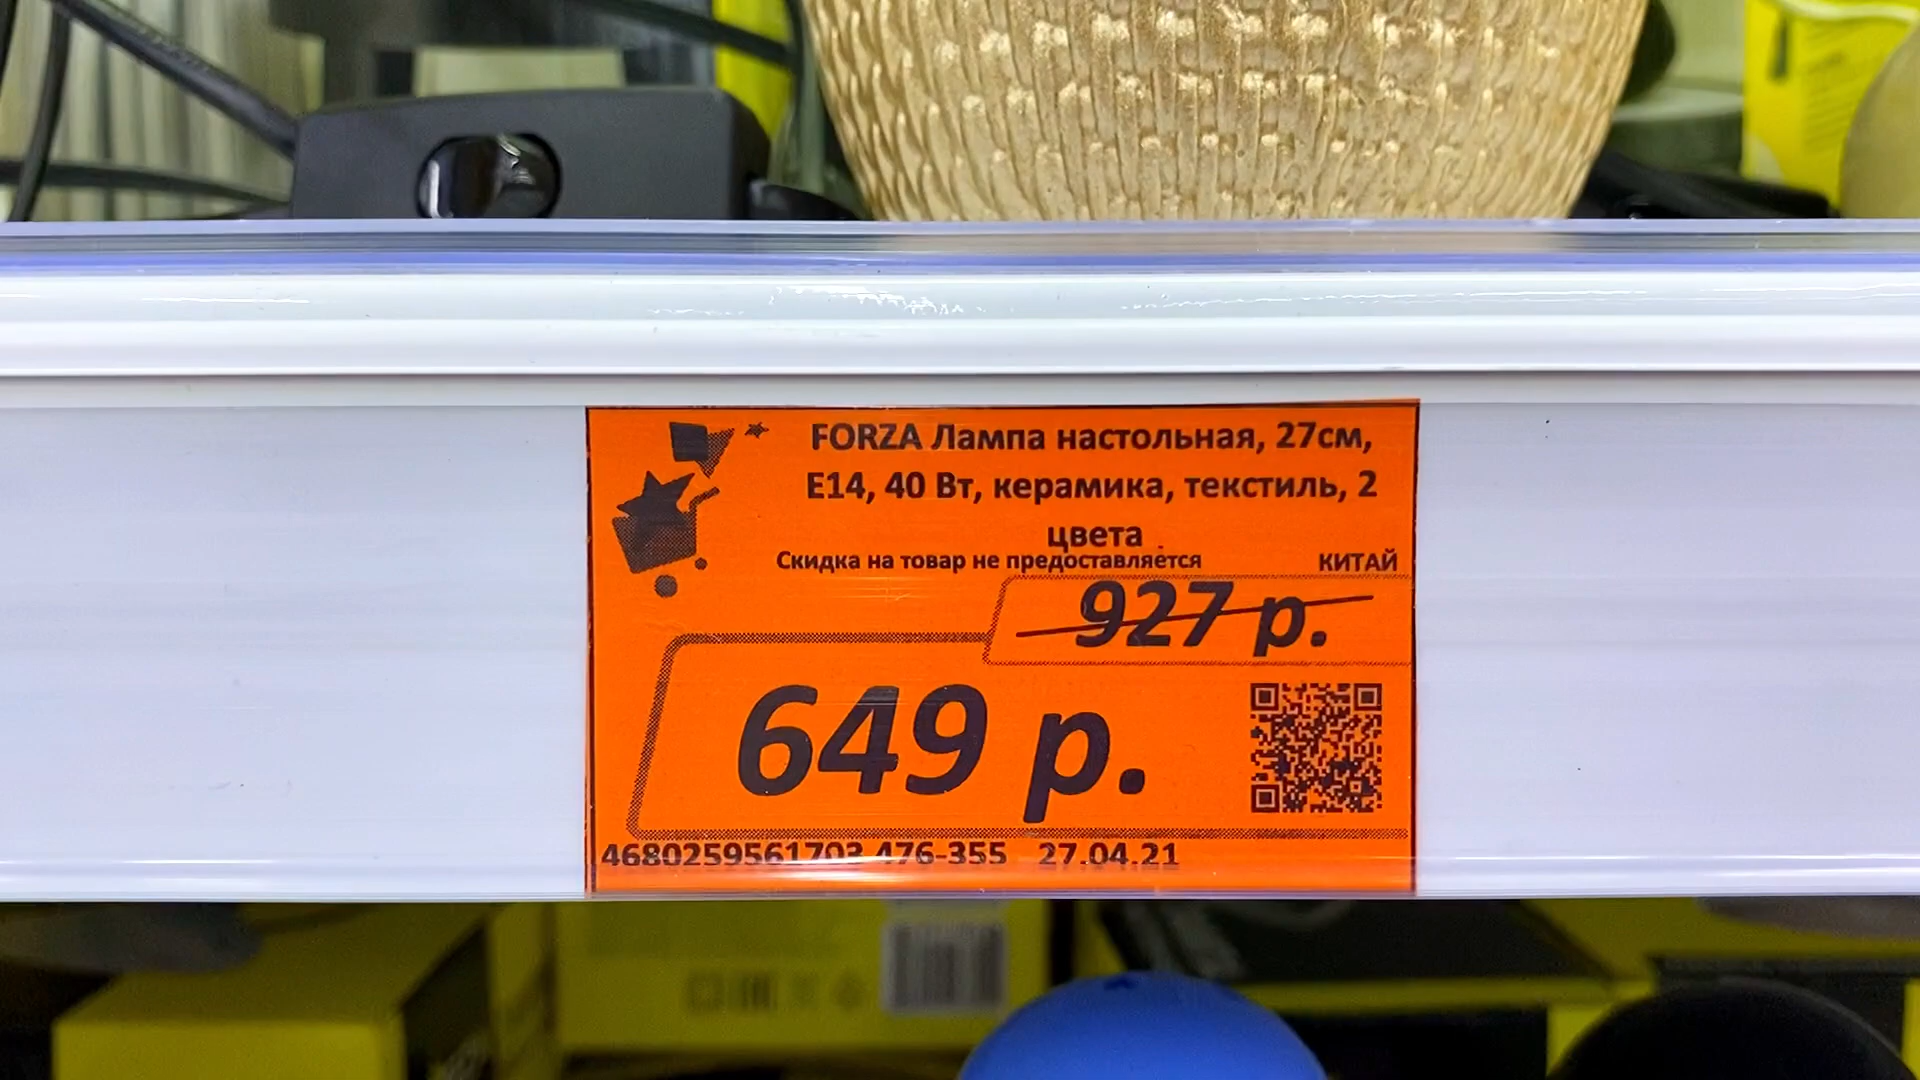 FORZA Лампа настольная, 27см,
Е14, 40 Вт, керамика, текстиль, 2
цвета
Скидка на товар не предоставляется КИТАЙ
927 р.
649 р.
4680259561703 476-355 27.04.21